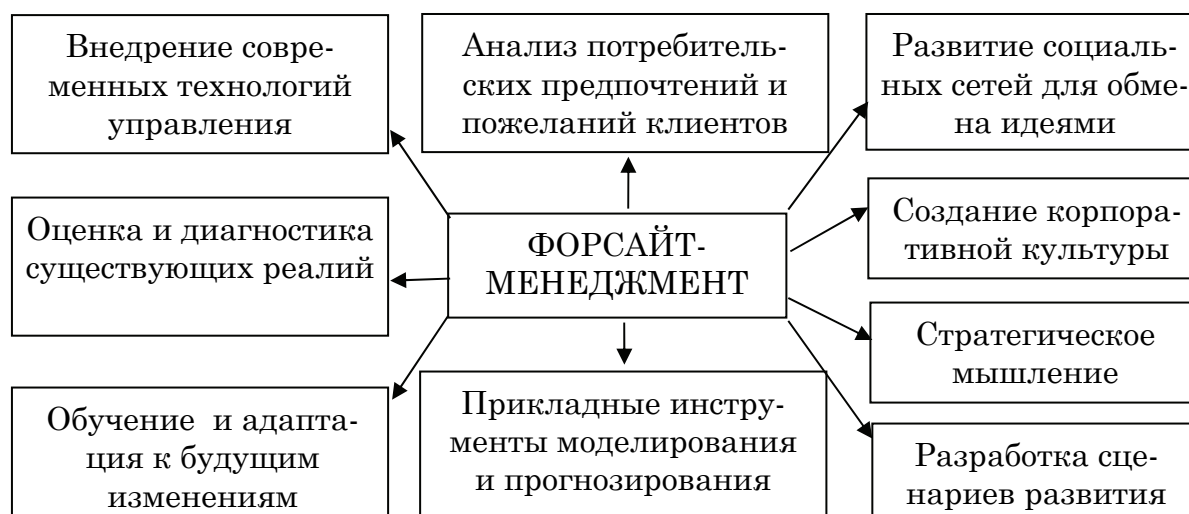 Внедрение совре-
менных технологий
управления
Анализ потребитель-
ских предпочтений и
пожеланий клиентов
Развитие социаль-
ных сетей для обме-
на идеями
Оценка и диагностика
существующих реалий
ФОРСАЙТ-
МЕНЕДЖМЕНТ
Создание корпора-
тивной культуры
Стратегическое
мышление
Обучение и адапта-
ция к будущим
изменениям
Прикладные инстру-
менты моделирования
и прогнозирования
Разработка сце-
нариев развития